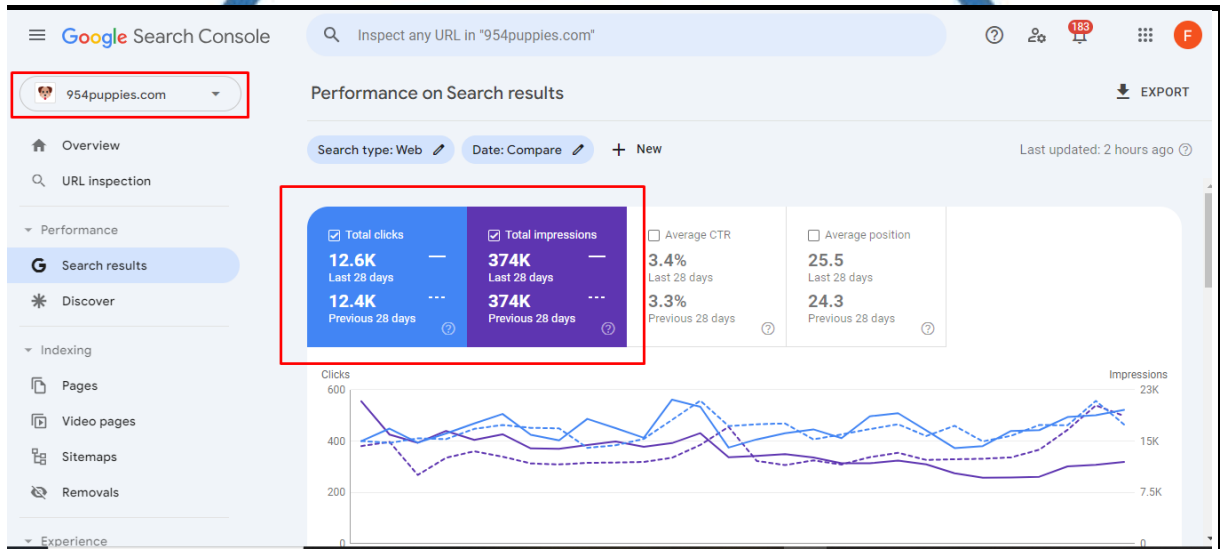 Google Search Console
Inspect any URL in "954puppies.com"
183
F
954puppies.com
Performance on Search results
EXPORT
Overview
URL inspection
Performance
Search results
Discover
Indexing
Pages
Video pages
Sitemaps
Removals
Experience
Search type: Web
Date: Compare
+ New
Last updated: 2 hours ago
Total clicks
12.6K
Last 28 days
12.4K
Previous 28 days
Total impressions
374K
Last 28 days
374K
Previous 28 days
Average CTR
3.4%
Last 28 days
3.3%
Previous 28 days
Average position
25.5
Last 28 days
24.3
Previous 28 days
Clicks
Impressions
600
23K
400
15K
200
7.5K
0
0